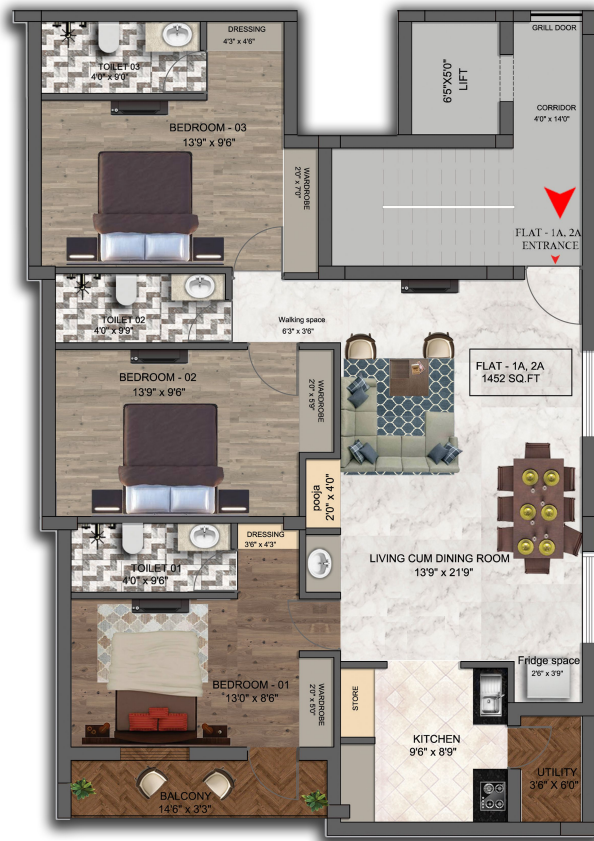 DRESSING
4'3" x 4'6"
GRILL DOOR
TOILET 03
4'0" x 9'0"
6'5"X5'0"
LIFT
CORRIDOR
4'0" x 14'0"
BEDROOM - 03
13'9" x 9'6"
WARDROBE
2'0" x 7'0"
FLAT - 1A, 2A
ENTRANCE
TOILET 02
4'0" x 9'9"
Walking space
6'3" x 3'6"
FLAT - 1A, 2A
1452 SQ.FT
BEDROOM - 02
13'9" x 9'6"
WARDROBE
2'0" x 5'9"
pooja
2'0" x 4'0"
DRESSING
3'6" x 4'3"
TOILET 01
4'0" x 9'6"
LIVING CUM DINING ROOM
13'9" x 21'9"
BEDROOM - 01
13'0" x 8'6"
WARDROBE
2'0" x 5'0"
Fridge space
2'6" x 3'9"
STORE
KITCHEN
9'6" x 8'9"
UTILITY
3'6" X 6'0"
BALCONY
14'6" x 3'3"